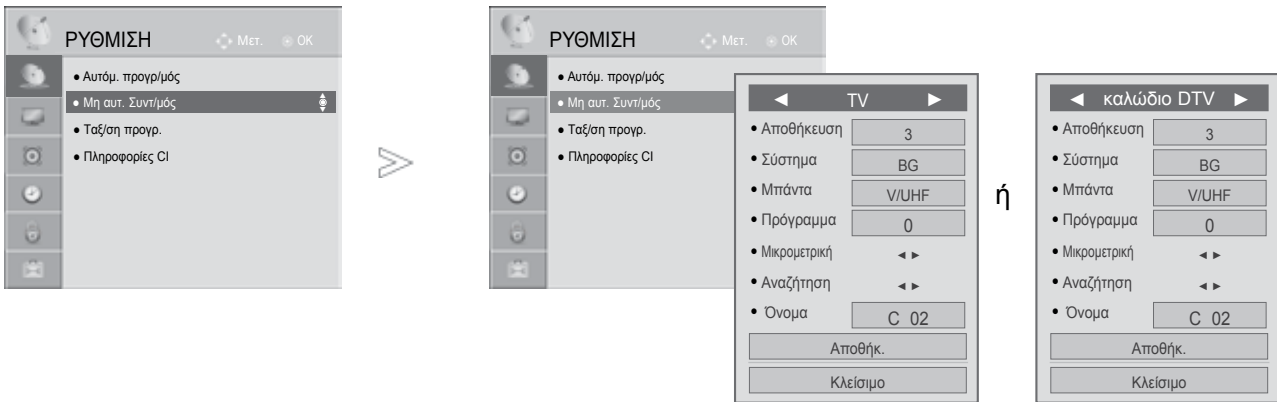 ΡΥΘΜΙΣΗ Μετ. OK
● Αυτόμ. προγρ/μός
● Μη αυτ. Συντ/μός
● Ταξ/ση προγρ.
● Πληροφορίες CI
ΡΥΘΜΙΣΗ Μετ. OK
● Αυτόμ. προγρ/μός
● Μη αυτ. Συντ/μός
● Ταξ/ση προγρ.
● Πληροφορίες CI
◄ TV ►
• Αποθήκευση 3
• Σύστημα BG
• Μπάντα V/UHF
• Πρόγραμμα 0
• Μικρομετρική ◄ ►
• Αναζήτηση ◄ ►
• Όνομα C 02
Αποθήκ.
Κλείσιμο
ή
◄ καλώδιο DTV ►
• Αποθήκευση 3
• Σύστημα BG
• Μπάντα V/UHF
• Πρόγραμμα 0
• Μικρομετρική ◄ ►
• Αναζήτηση ◄ ►
• Όνομα C 02
Αποθήκ.
Κλείσιμο